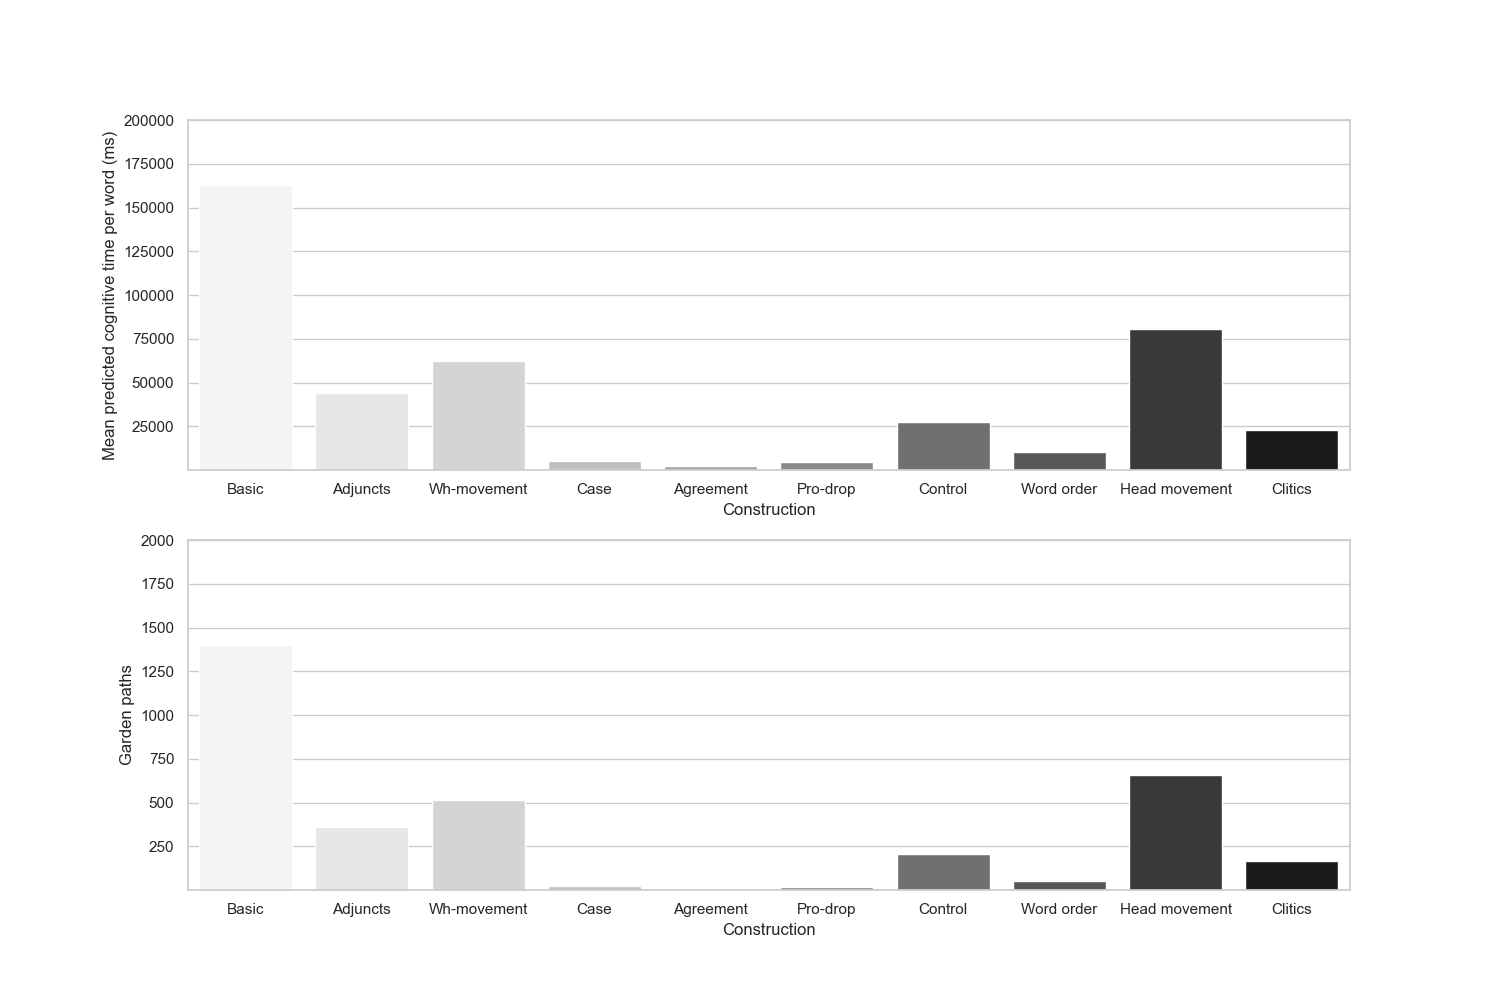 Mean predicted cognitive time per word (ms)
200000
175000
150000
125000
100000
75000
50000
25000
Basic Adjuncts Wh-movement Case Agreement Pro-drop Control Word order Head movement Clitics
Construction
Garden paths
2000
1750
1500
1250
1000
750
500
250
Basic Adjuncts Wh-movement Case Agreement Pro-drop Control Word order Head movement Clitics
Construction